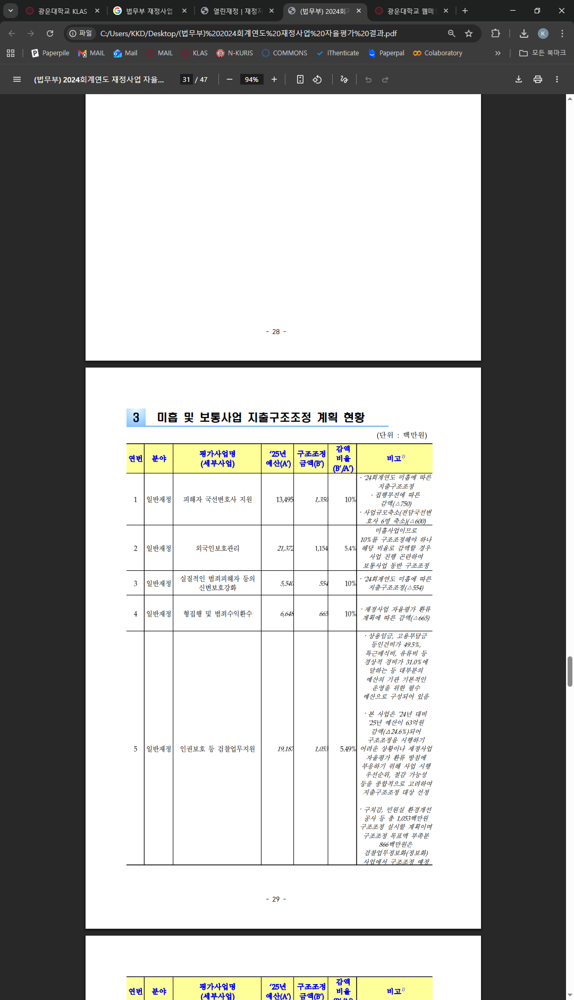 광운대학교 KLAS
법무부 재정사업
열린재정 | 재정
(법무부) 2024회계
광운대학교 웹메일
파일 C:/Users/KKD/Desktop/(법무부)%202024회계연도%20재정사업%20자율평가%20결과.pdf K
Paperpile MAIL Mail MAIL KLAS N-KURIS COMMONS iThenticate Paperpal Colaboratory » 모든 북마크
(법무부) 2024회계연도 재정사업 자율... 31 / 47 − 94% +
- 28 -
3 미흡 및 보통사업 지출구조조정 계획 현황
(단위 : 백만원)
연번 분야 평가사업명 (세부사업) '25년 예산(A') 구조조정 금액(B') 감액 비율 (B'/A') 비고1)
1 일반재정 피해자 국선변호사 지원 13,495 1,350 10%
· '24회계연도 미흡에 따른
지출구조조정
· 집행부진에 따른
감액(△750)
· 사업규모축소(전담국선변
호사 6명 축소)(△600)
2 일반재정 외국인보호관리 21,372 1,154 5.4%
미흡사업이므로
10%를 구조조정해야 하나
해당 비율로 감액할 경우
사업 진행 곤란하여
보통사업 동반 구조조정
3 일반재정 실질적인 범죄피해자 등의 신변보호강화 5,540 554 10%
· '24회계연도 미흡에 따른
지출구조조정(△554)
4 일반재정 형집행 및 범죄수익환수 6,648 665 10%
· 재정사업 자율평가 환류
계획에 따른 감액(△665)
5 일반재정 인권보호 등 검찰업무지원 19,187 1,053 5.49%
· 상용임금, 고용부담금
등인건비가 49.5%,
특근매식비, 유류비 등
경상적 경비가 31.0%에
달하는 등 대부분의
예산의 기관 기본적인
운영을 위한 필수
예산으로 구성되어 있음
· 본 사업은 '24년 대비
'25년 예산이 63억원
감액(△24.6%)되어
구조조정을 시행하기
어려운 상황이나 재정사업
자율평가 환류 방침에
부응하기 위해 사업 시행
우선순위, 절감 가능성
등을 종합적으로 고려하여
지출구조조정 대상 선정
· 구치감, 민원실 환경개선
공사 등 총 1,053백만원
구조조정 실시할 계획이며
구조조정 목표액 부족분
866백만원은
검찰업무정보화(정보화)
사업에서 구조조정 예정
- 29 -
연번 분야 평가사업명 (세부사업) '25년 예산(A') 구조조정 금액(B') 감액 비율 (B'/A') 비고1)